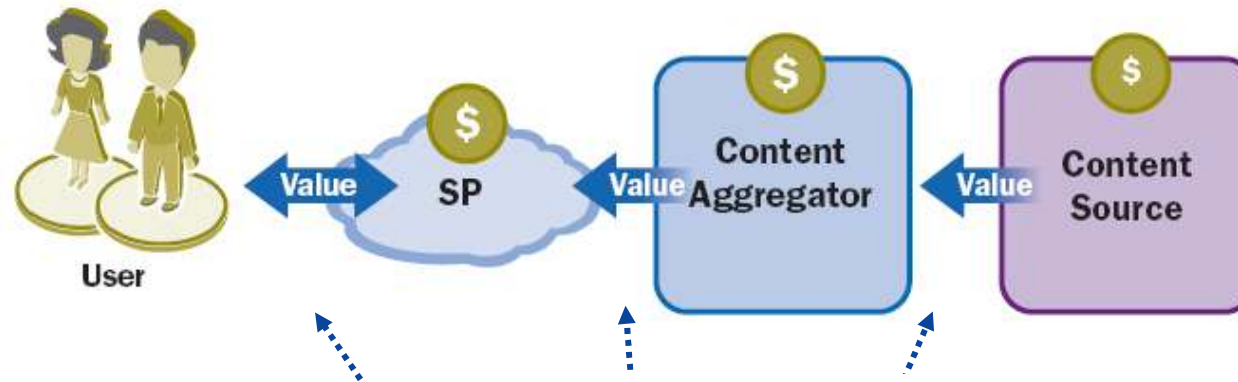 $
$
$
Value
SP
Value
Content
Aggregator
Value
Content
Source
User